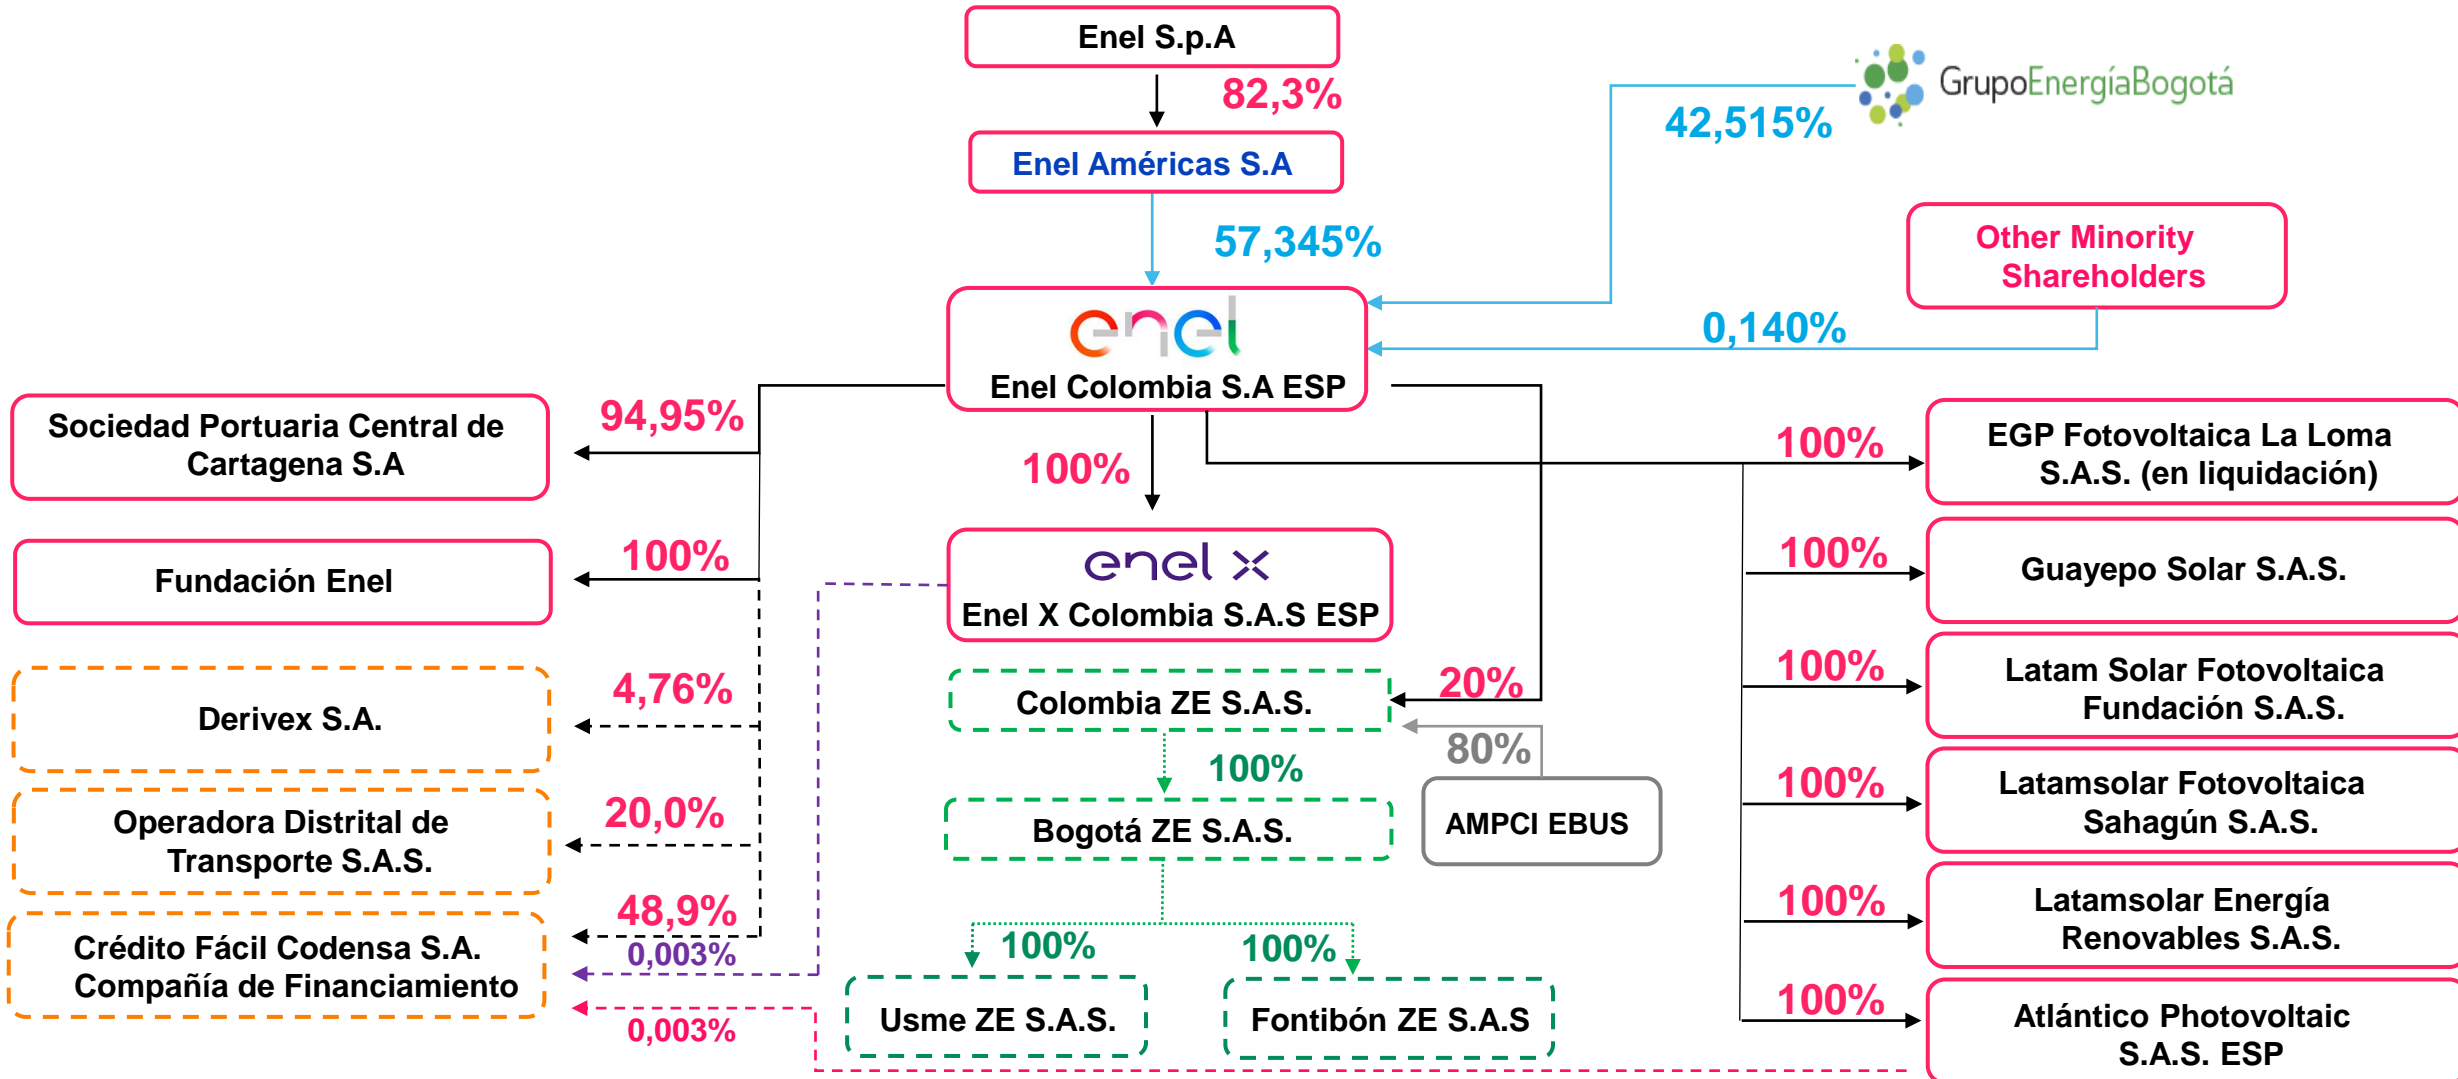 Enel S.p.A
82,3%
GrupoEnergíaBogotá
42,515%
Enel Américas S.A
57,345%
Other Minority
Shareholders
0,140%
enel
Enel Colombia S.A ESP
94,95%
Sociedad Portuaria Central de
Cartagena S.A
100%
100%
EGP Fotovoltaica La Loma
S.A.S. (en liquidación)
100%
Fundación Enel
enel x
Enel X Colombia S.A.S ESP
100%
Guayepo Solar S.A.S.
4,76%
Derivex S.A.
Colombia ZE S.A.S.
20%
80%
100%
Latam Solar Fotovoltaica
Fundación S.A.S.
100%
20,0%
Operadora Distrital de
Transporte S.A.S.
Bogotá ZE S.A.S.
AMPCI EBUS
100%
Latamsolar Fotovoltaica
Sahagún S.A.S.
48,9%
0,003%
Crédito Fácil Codensa S.A.
Compañía de Financiamiento
0,003%
100%
100%
100%
Latamsolar Energía
Renovables S.A.S.
Usme ZE S.A.S.
Fontibón ZE S.A.S
100%
Atlántico Photovoltaic
S.A.S. ESP